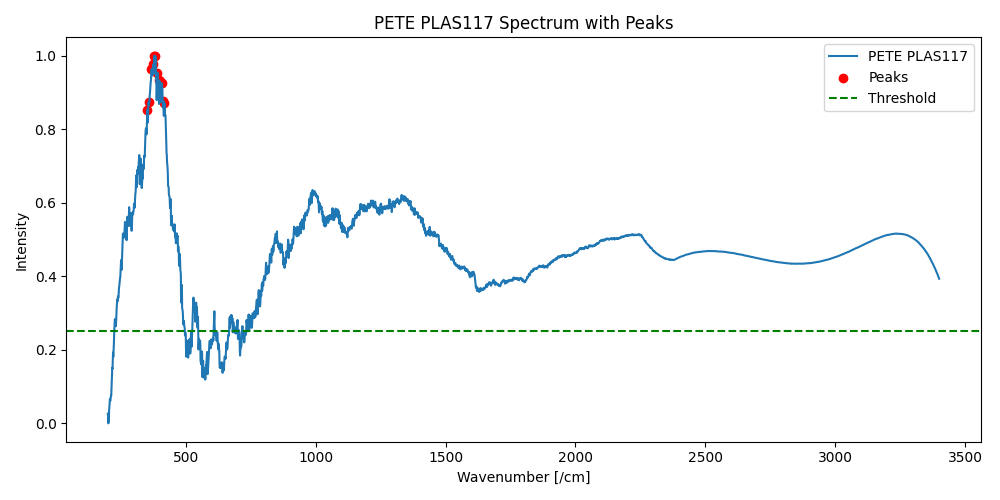 PETE PLAS117 Spectrum with Peaks
PETE PLAS117
Peaks
Threshold
Intensity
1.0
0.8
0.6
0.4
0.2
0.0
500 1000 1500 2000 2500 3000 3500
Wavenumber [/cm]